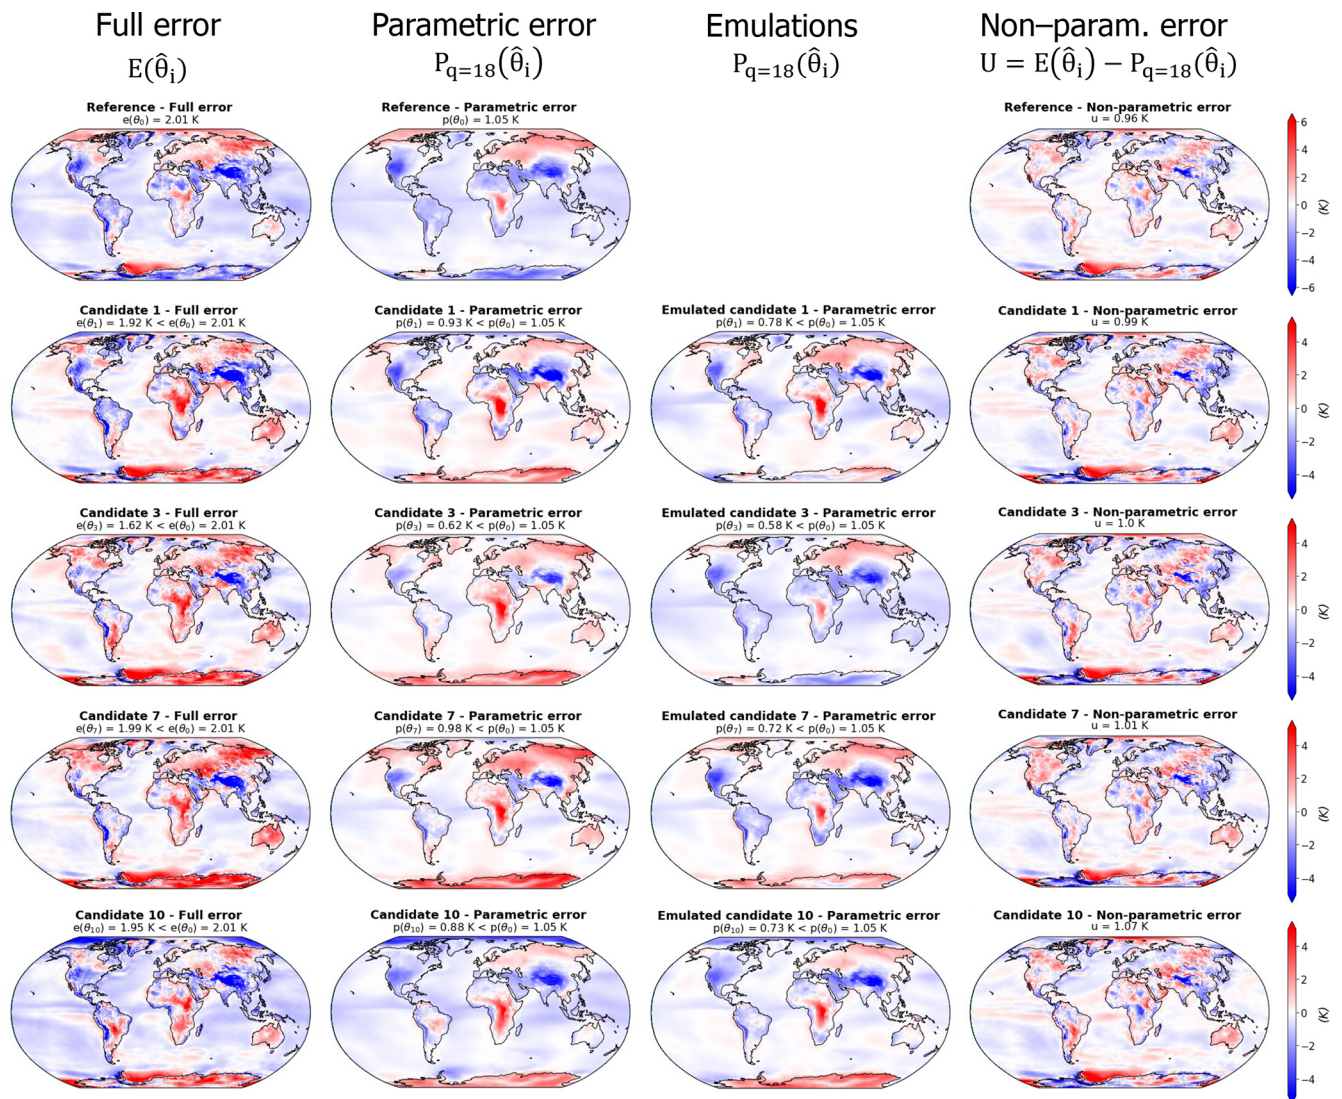 Full error Parametric error Emulations Non–param. error
E(θ̂ᵢ) P_q=18(θ̂ᵢ) P_q=18(θ̂ᵢ) U = E(θ̂ᵢ) − P_q=18(θ̂ᵢ)
Reference - Full error Reference - Parametric error Reference - Non-parametric error
e(θ₀) = 2.01 K p(θ₀) = 1.05 K u = 0.96 K
6
4
2
0
−2
−4
−6
(K)
Candidate 1 - Full error Candidate 1 - Parametric error Emulated candidate 1 - Parametric error Candidate 1 - Non-parametric error
e(θ₁) = 1.92 K < e(θ₀) = 2.01 K p(θ₁) = 0.93 K < p(θ₀) = 1.05 K p(θ₁) = 0.78 K < p(θ₀) = 1.05 K u = 0.99 K
4
2
0
−2
−4
(K)
Candidate 3 - Full error Candidate 3 - Parametric error Emulated candidate 3 - Parametric error Candidate 3 - Non-parametric error
e(θ₃) = 1.62 K < e(θ₀) = 2.01 K p(θ₃) = 0.62 K < p(θ₀) = 1.05 K p(θ₃) = 0.58 K < p(θ₀) = 1.05 K u = 1.0 K
4
2
0
−2
−4
(K)
Candidate 7 - Full error Candidate 7 - Parametric error Emulated candidate 7 - Parametric error Candidate 7 - Non-parametric error
e(θ₇) = 1.99 K < e(θ₀) = 2.01 K p(θ₇) = 0.98 K < p(θ₀) = 1.05 K p(θ₇) = 0.72 K < p(θ₀) = 1.05 K u = 1.01 K
4
2
0
−2
−4
(K)
Candidate 10 - Full error Candidate 10 - Parametric error Emulated candidate 10 - Parametric error Candidate 10 - Non-parametric error
e(θ₁₀) = 1.95 K < e(θ₀) = 2.01 K p(θ₁₀) = 0.88 K < p(θ₀) = 1.05 K p(θ₁₀) = 0.73 K < p(θ₀) = 1.05 K u = 1.07 K
4
2
0
−2
−4
(K)